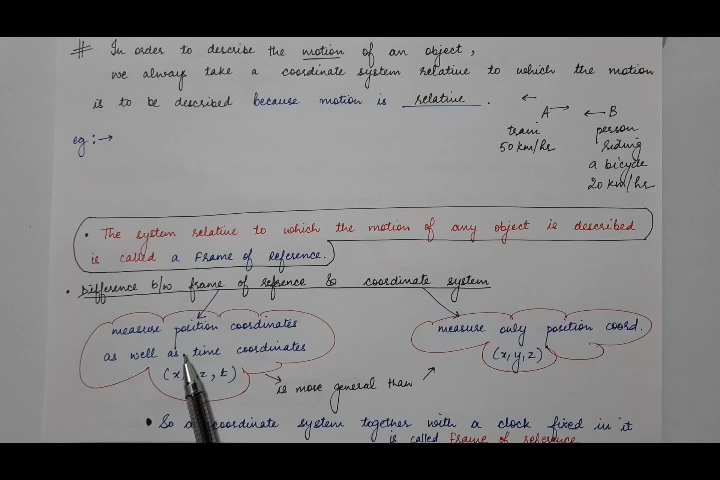 # In order to describe the motion of an object,
we always take a coordinate system relative to which the motion
is to be described because motion is relative. ←
A → ← B
train person
50 km/hr riding
a bicycle
20 km/hr
eg :→
• The system relative to which the motion of any object is described
is called a Frame of Reference.
• Difference b/w frame of reference & coordinate system
measure position coordinates
as well as time coordinates
(x, z, t)
measure only position coord.
(x, y, z)
is more general than
• So a coordinate system together with a clock fixed in it
is called Frame of reference.